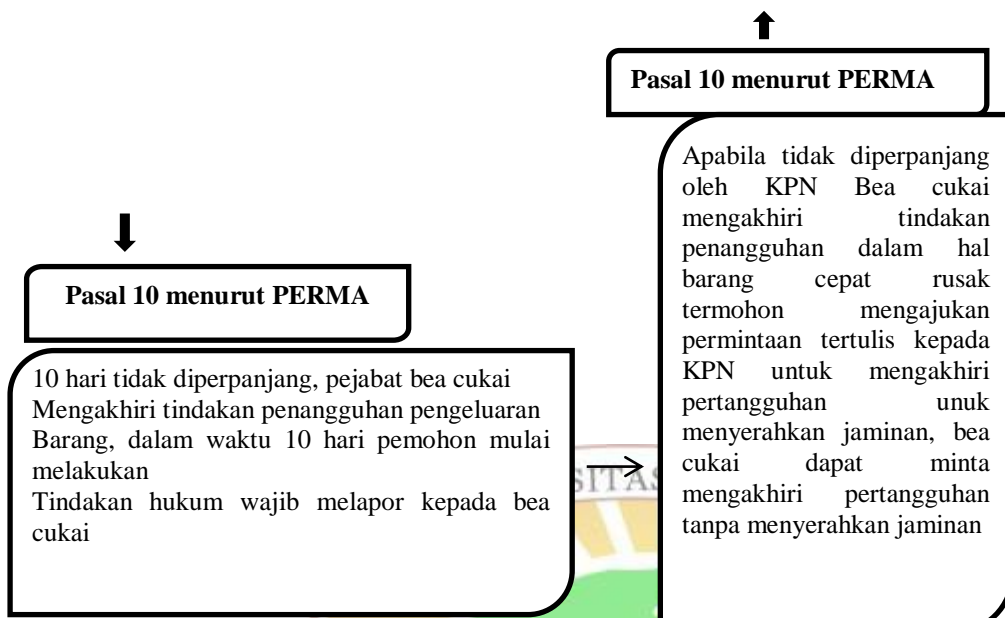 Pasal 10 menurut PERMA
10 hari tidak diperpanjang, pejabat bea cukai
Mengakhiri tindakan penangguhan pengeluaran
Barang, dalam waktu 10 hari pemohon mulai
melakukan
Tindakan hukum wajib melapor kepada bea
cukai
Pasal 10 menurut PERMA
Apabila tidak diperpanjang
oleh KPN Bea cukai
mengakhiri tindakan
penangguhan dalam hal
barang cepat rusak
termohon mengajukan
permintaan tertulis kepada
KPN untuk mengakhiri
pertangguhan unuk
menyerahkan jaminan, bea
cukai dapat minta
mengakhiri pertangguhan
tanpa menyerahkan jaminan